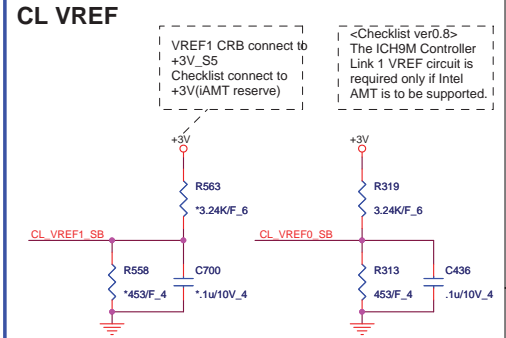 CL VREF
VREF1 CRB connect to
+3V_S5
Checklist connect to
+3V(iAMT reserve)
<Checklist ver0.8>
The ICH9M Controller
Link 1 VREF circuit is
required only if Intel
AMT is to be supported.
+3V
R563
*3.24K/F_6
CL_VREF1_SB
R558
*453/F_4
C700
*.1u/10V_4
+3V
R319
3.24K/F_6
CL_VREF0_SB
R313
453/F_4
C436
.1u/10V_4